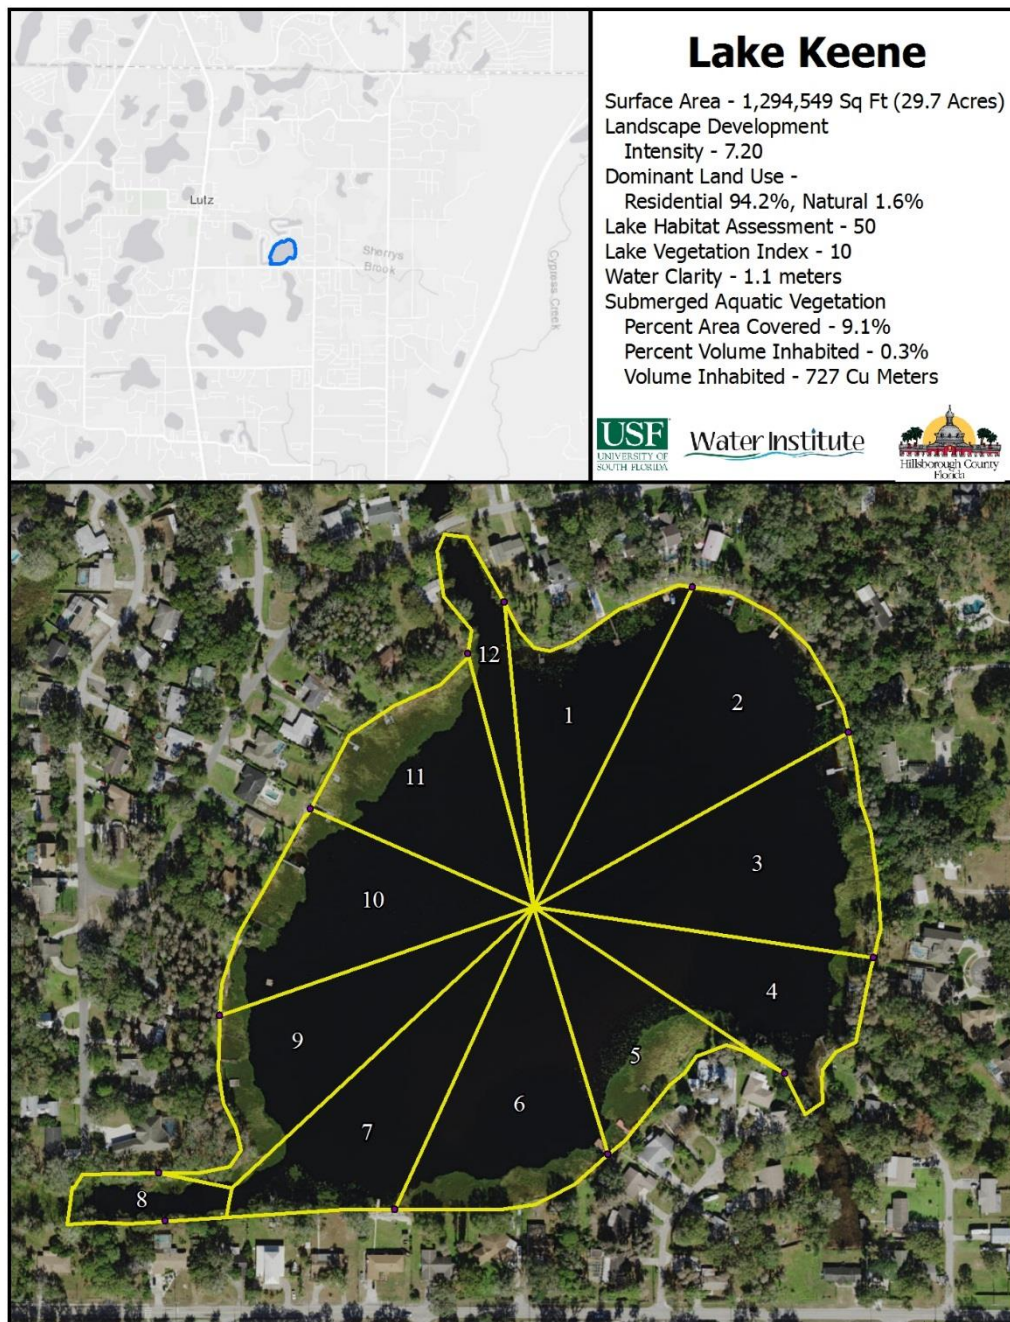 Lutz
Sherrys
Brook
Cypress Creek
Lake Keene
Surface Area - 1,294,549 Sq Ft (29.7 Acres)
Landscape Development
Intensity - 7.20
Dominant Land Use -
Residential 94.2%, Natural 1.6%
Lake Habitat Assessment - 50
Lake Vegetation Index - 10
Water Clarity - 1.1 meters
Submerged Aquatic Vegetation
Percent Area Covered - 9.1%
Percent Volume Inhabited - 0.3%
Volume Inhabited - 727 Cu Meters
USF
UNIVERSITY OF
SOUTH FLORIDA
Water Institute
Hillsborough County
Florida
12
1
2
11
3
10
4
9
5
6
7
8